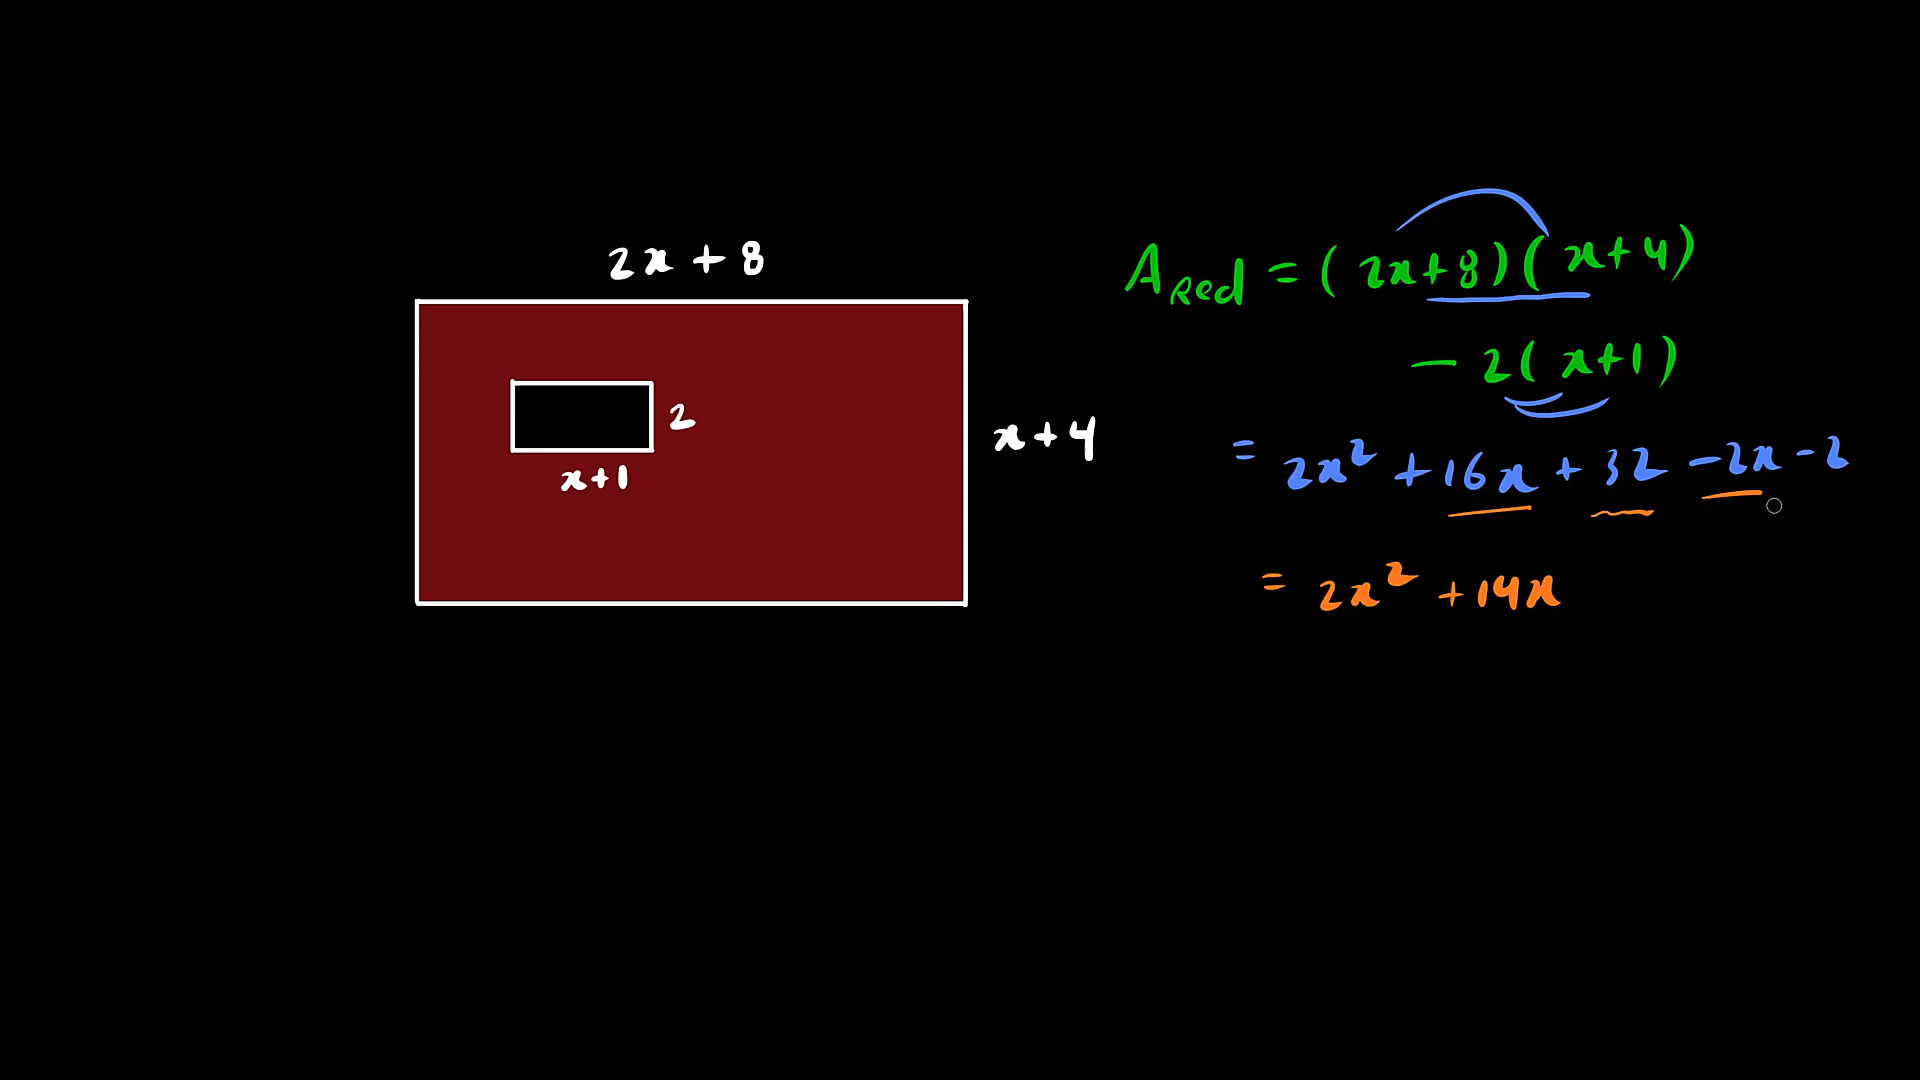 2x + 8
2
x+1
x+4
A_Red = (2x+8)(x+4)
- 2(x+1)
= 2x² + 16x + 32 - 2x - 2
= 2x² + 14x